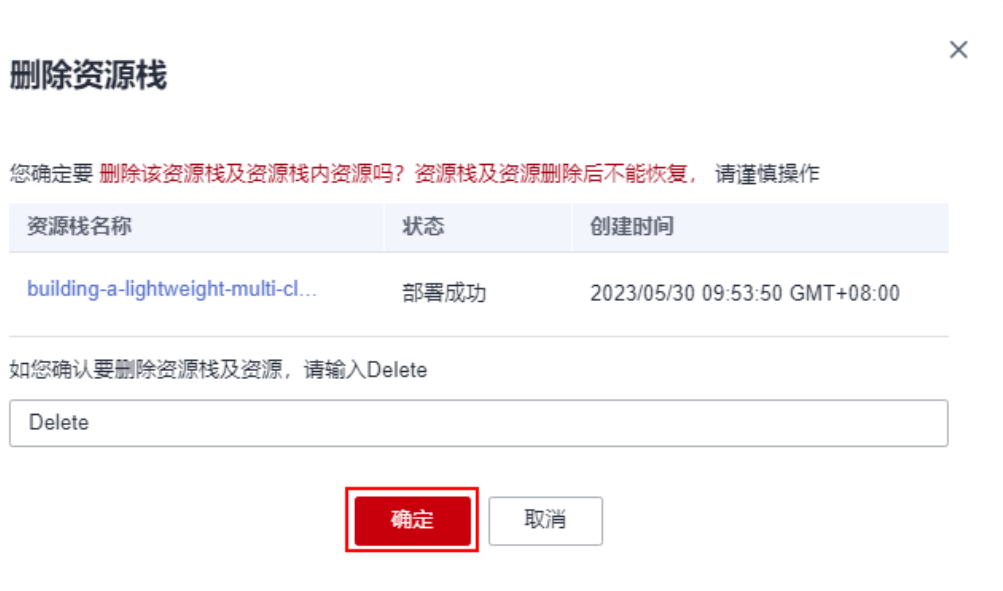 删除资源栈
您确定要 删除该资源栈及资源栈内资源吗？资源栈及资源删除后不能恢复， 请谨慎操作
资源栈名称 状态 创建时间
building-a-lightweight-multi-cl... 部署成功 2023/05/30 09:53:50 GMT+08:00
如您确认要删除资源栈及资源，请输入Delete
Delete
确定 取消